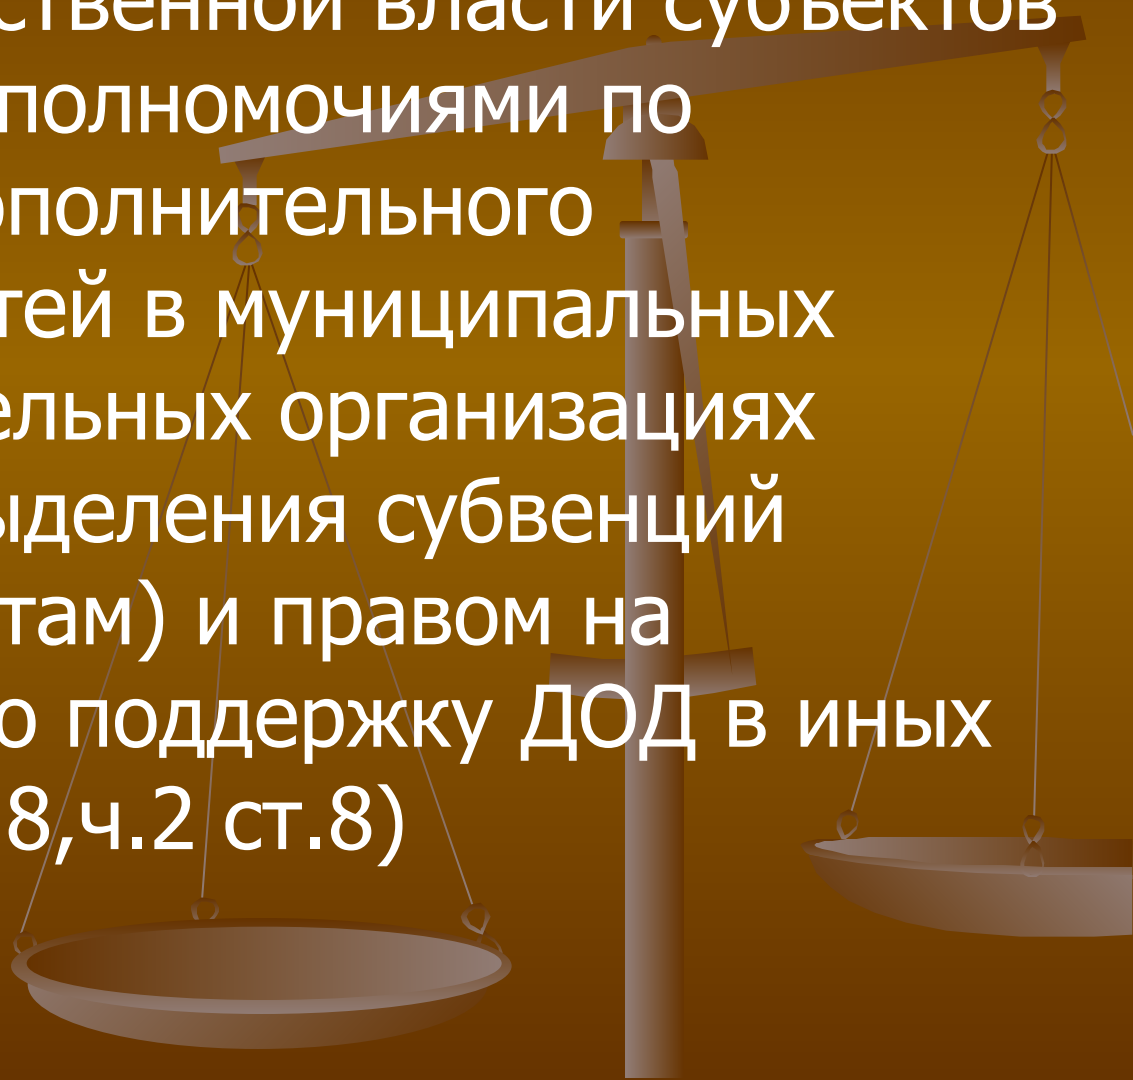 ственной власти субъектов
полномочиями по
ополнительного
тей в муниципальных
ельных организациях
ыделения субвенций
там) и правом на
ю поддержку ДОД в иных
8,ч.2 ст.8)